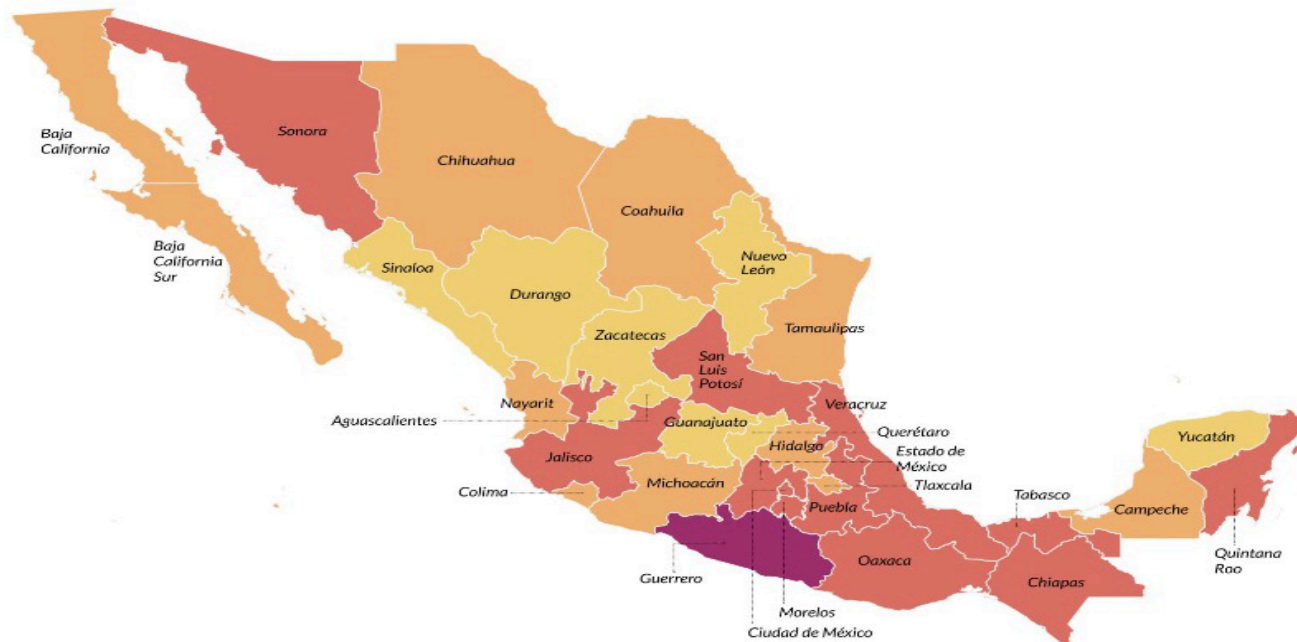 Baja
California
Sonora
Chihuahua
Coahuila
Baja
California
Sur
Sinaloa
Nuevo
León
Durango
Zacatecas
Tamaulipas
San
Luis
Potosí
Nayarit
Veracruz
Aguascalientes
Guanajuato
Querétaro
Yucatán
Hidalgo
Estado de
México
Jalisco
Michoacán
Tlaxcala
Colima
Tabasco
Puebla
Campeche
Oaxaca
Quintana
Roo
Guerrero
Chiapas
Morelos
Ciudad de México